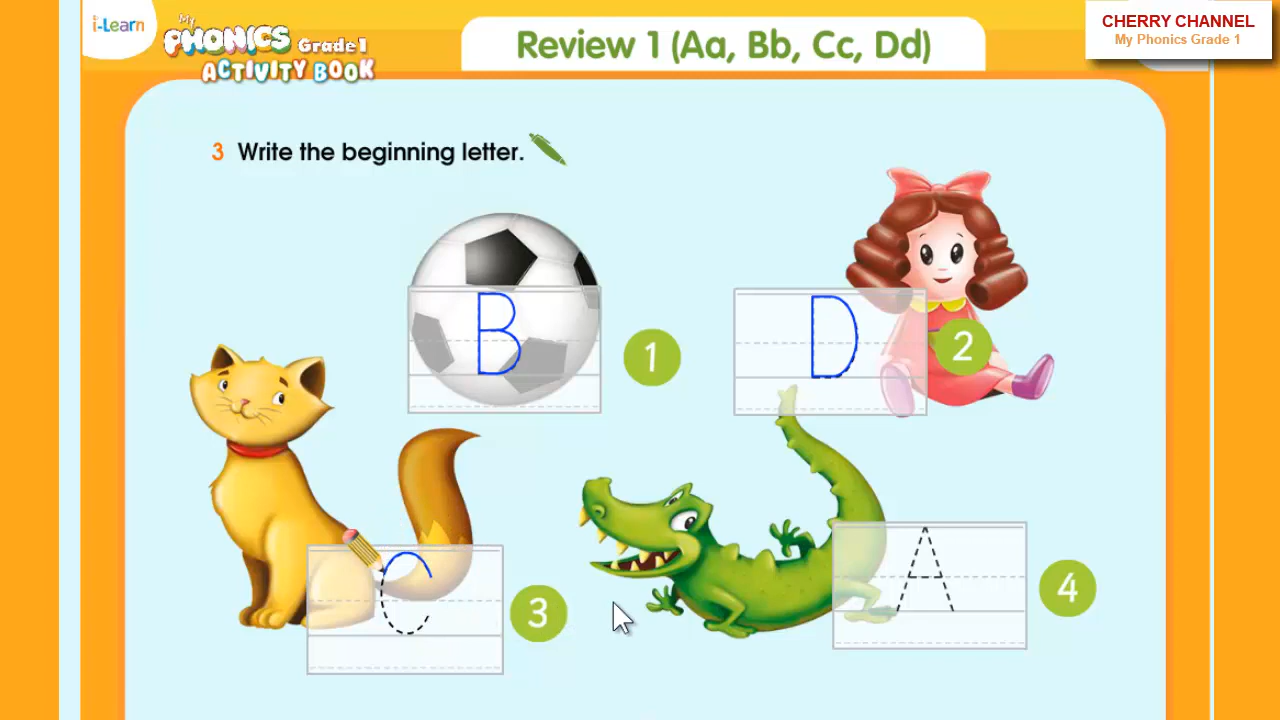 i-Learn
My
PHONICS Grade 1
ACTIVITY BOOK
Review 1 (Aa, Bb, Cc, Dd)
CHERRY CHANNEL
My Phonics Grade 1
3 Write the beginning letter.
B
1
D
2
C
3
A
4